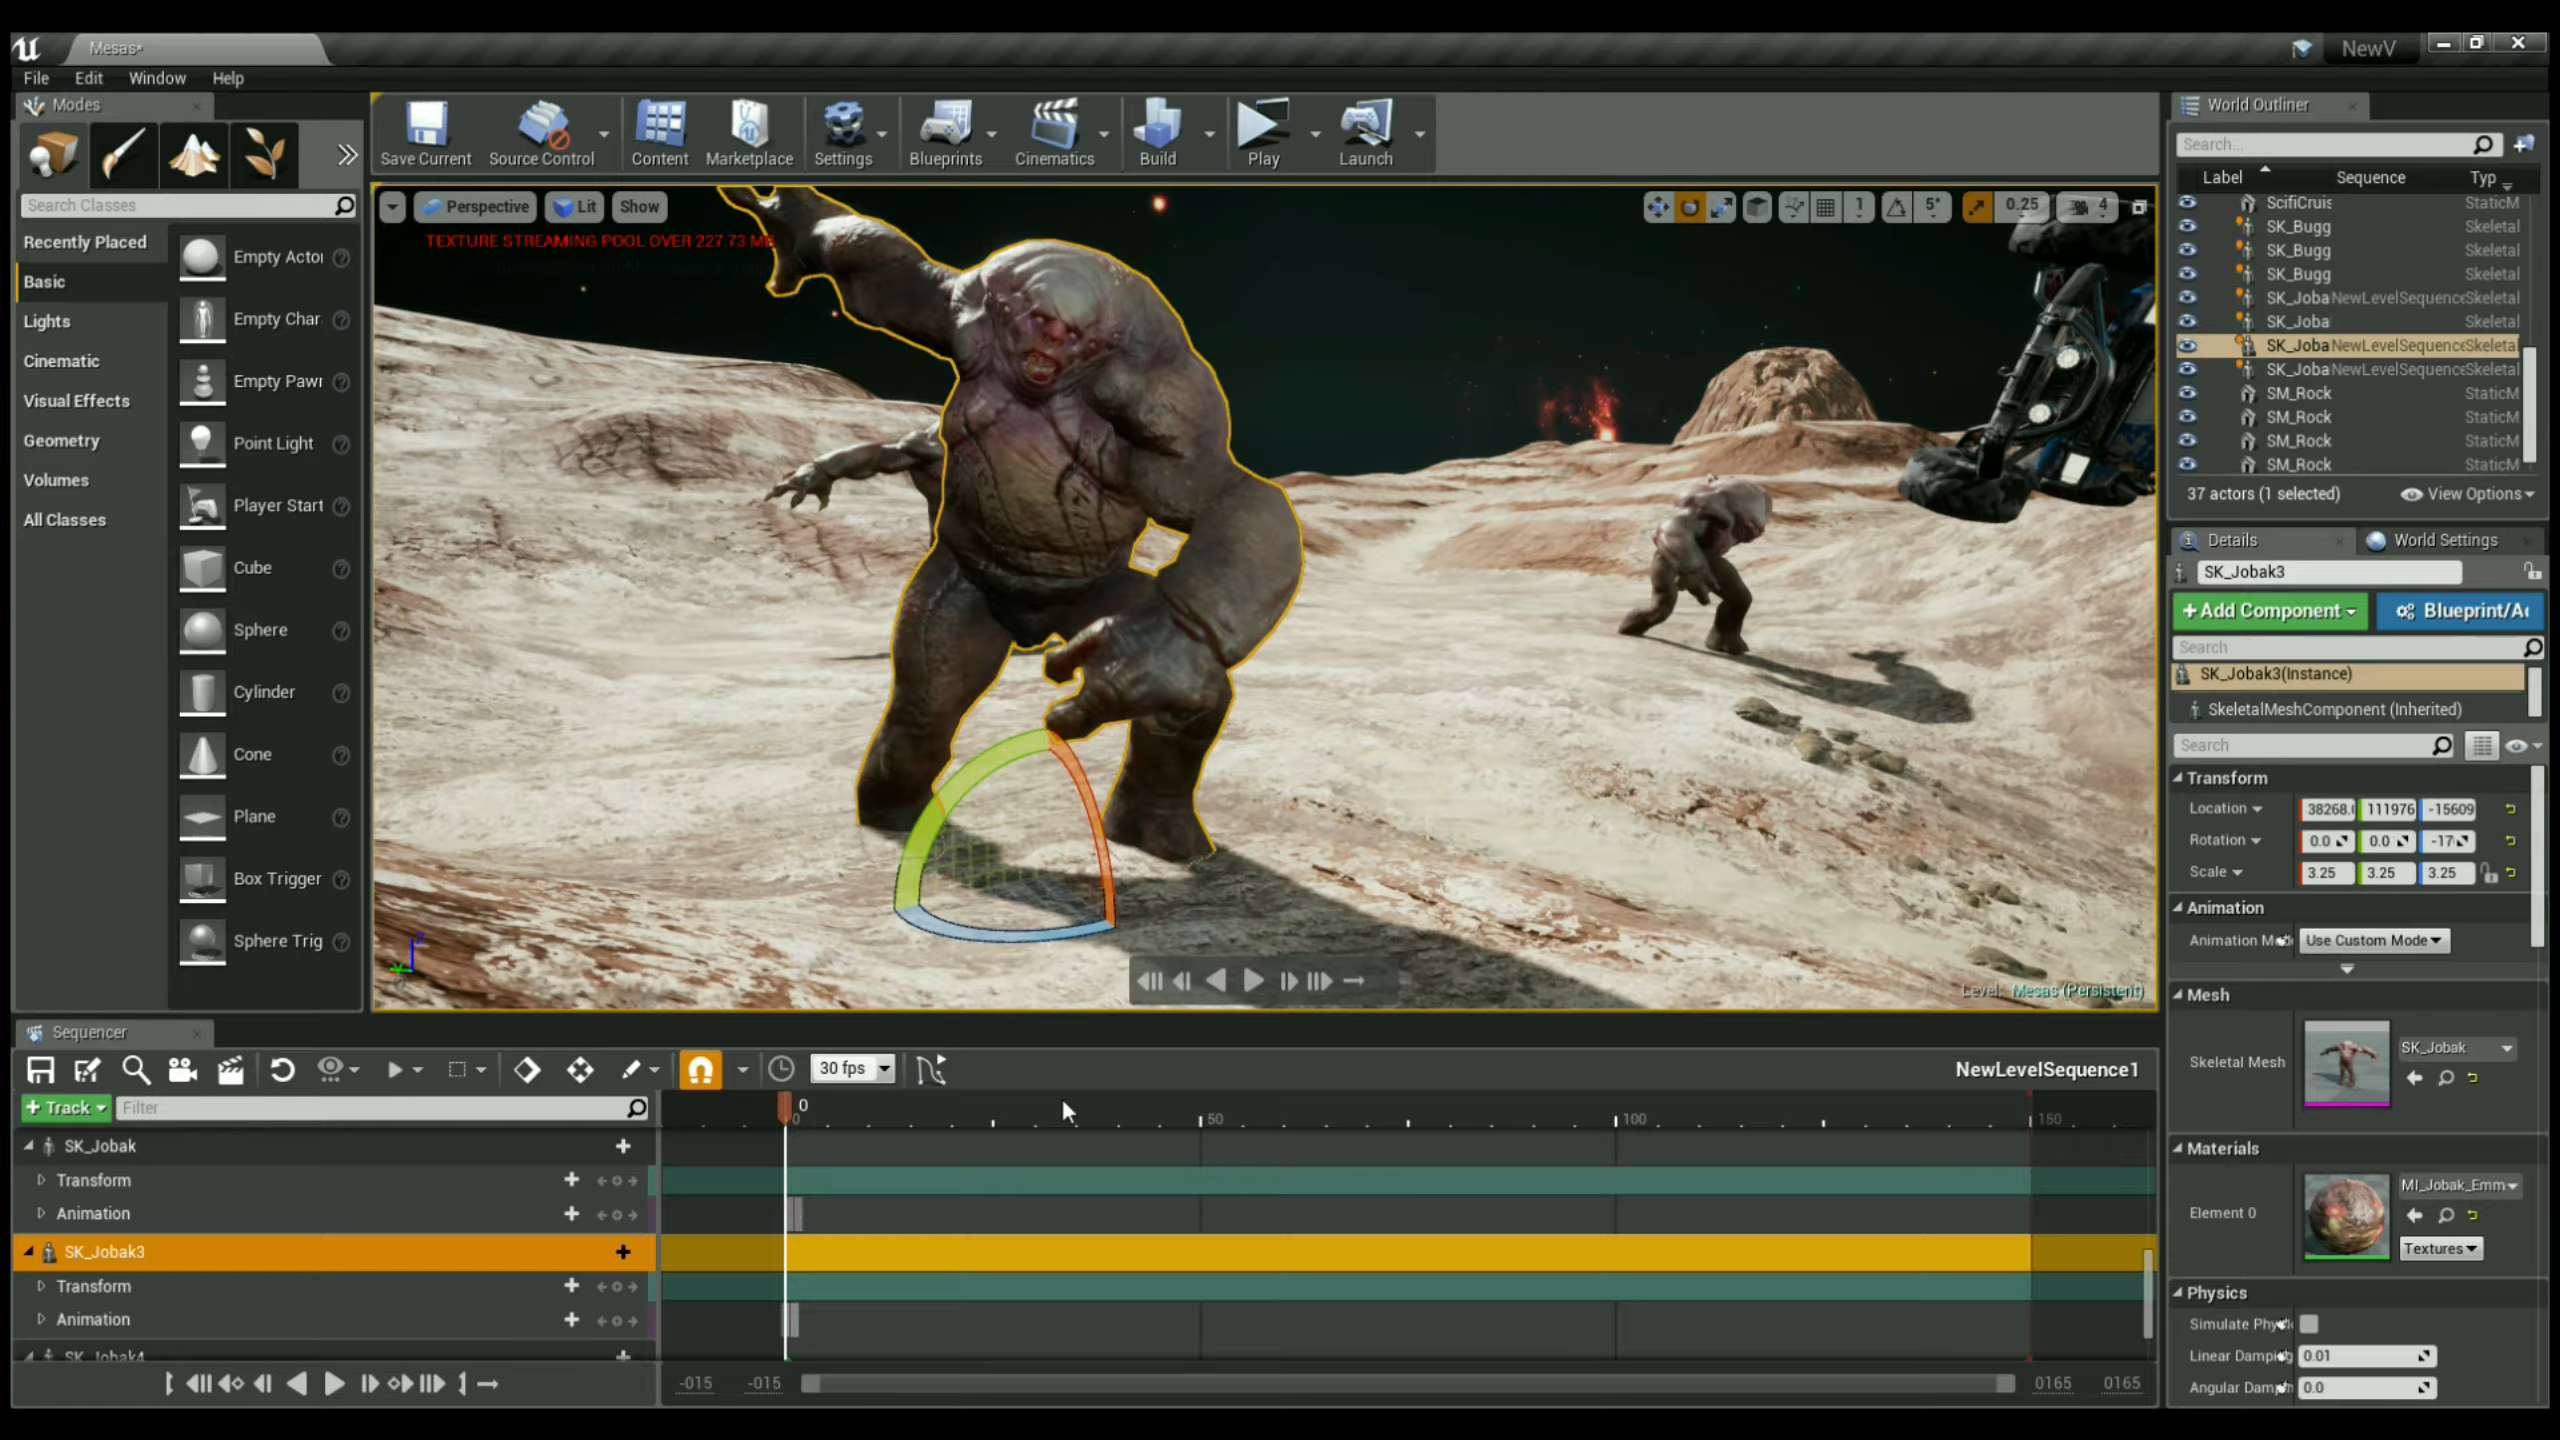 Mesas*
NewV
File Edit Window Help
Modes
Search Classes
Recently Placed
Basic
Lights
Cinematic
Visual Effects
Geometry
Volumes
All Classes
Empty Actor
Empty Char
Empty Pawn
Point Light
Player Start
Cube
Sphere
Cylinder
Cone
Plane
Box Trigger
Sphere Trig
Save Current Source Control Content Marketplace Settings Blueprints Cinematics Build Play Launch
Perspective Lit Show
1 5° 0.25 4
TEXTURE STREAMING POOL OVER 227.73 MB
Level: Mesas (Persistent)
World Outliner
Search...
Label Sequence Typ
ScifiCruis StaticM
SK_Bugg Skeletal
SK_Bugg Skeletal
SK_Bugg Skeletal
SK_Joba NewLevelSequence Skeletal
SK_Joba Skeletal
SK_Joba NewLevelSequence Skeletal
SK_Joba NewLevelSequence Skeletal
SM_Rock StaticM
SM_Rock StaticM
SM_Rock StaticM
SM_Rock StaticM
37 actors (1 selected) View Options
Details World Settings
SK_Jobak3
+Add Component Blueprint/A
Search
SK_Jobak3(Instance)
SkeletalMeshComponent (Inherited)
Search
Transform
Location 38268. 111976 -15609
Rotation 0.0 0.0 -17
Scale 3.25 3.25 3.25
Animation
Animation M Use Custom Mode
Mesh
Skeletal Mesh SK_Jobak
Materials
Element 0 MI_Jobak_Emm
Textures
Physics
Simulate Phy
Linear Damping 0.01
Angular Dam 0.0
Sequencer
30 fps
NewLevelSequence1
+ Track Filter
0
0 50 100 150
SK_Jobak
Transform
Animation
SK_Jobak3
Transform
Animation
SK_Jobak4
-015 -015 0165 0165